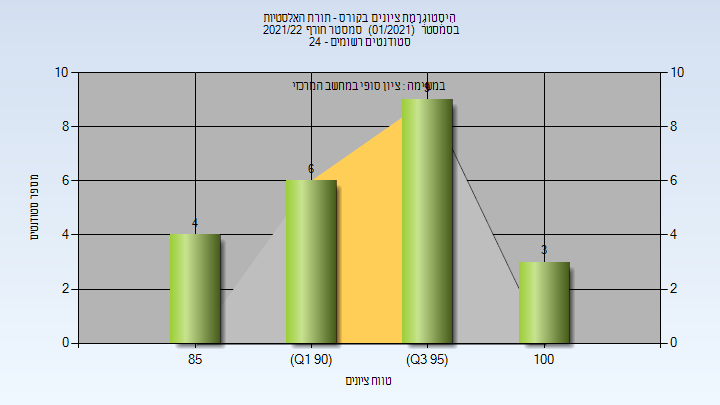 היסטוגרמת ציונים בקורס - תורת האלסטיות
בסמסטר (01/2021) סמסטר חורף 2021/22
סטודנטים רשומים - 24
במשימה : ציון סופי במחשב המרכזי
10
8
6
4
2
0
10
8
6
4
2
0
4
6
9
3
85
(Q1 90)
(Q3 95)
100
מספר סטודנטים
טווח ציונים